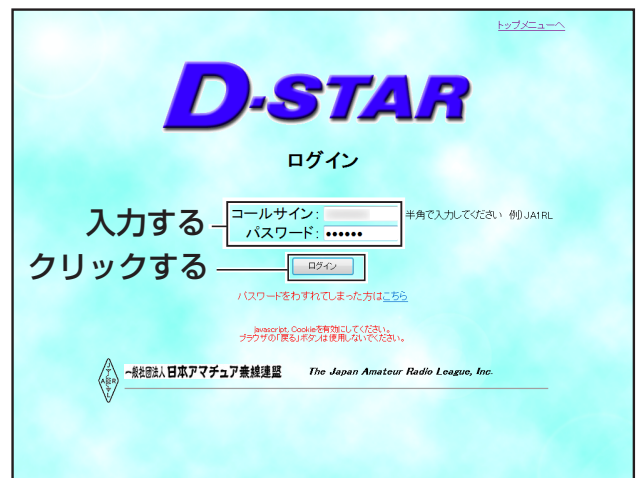 トップメニューへ
D-STAR
ログイン
入力する
コールサイン: 半角で入力してください 例)JA1RL
パスワード: ••••••
クリックする
ログイン
パスワードをわすれてしまった方はこちら
javascript, Cookieを有効にしてください。
ブラウザの「戻る」ボタンは使用しないでください。
JARL 一般社団法人日本アマチュア無線連盟 The Japan Amateur Radio League, Inc.